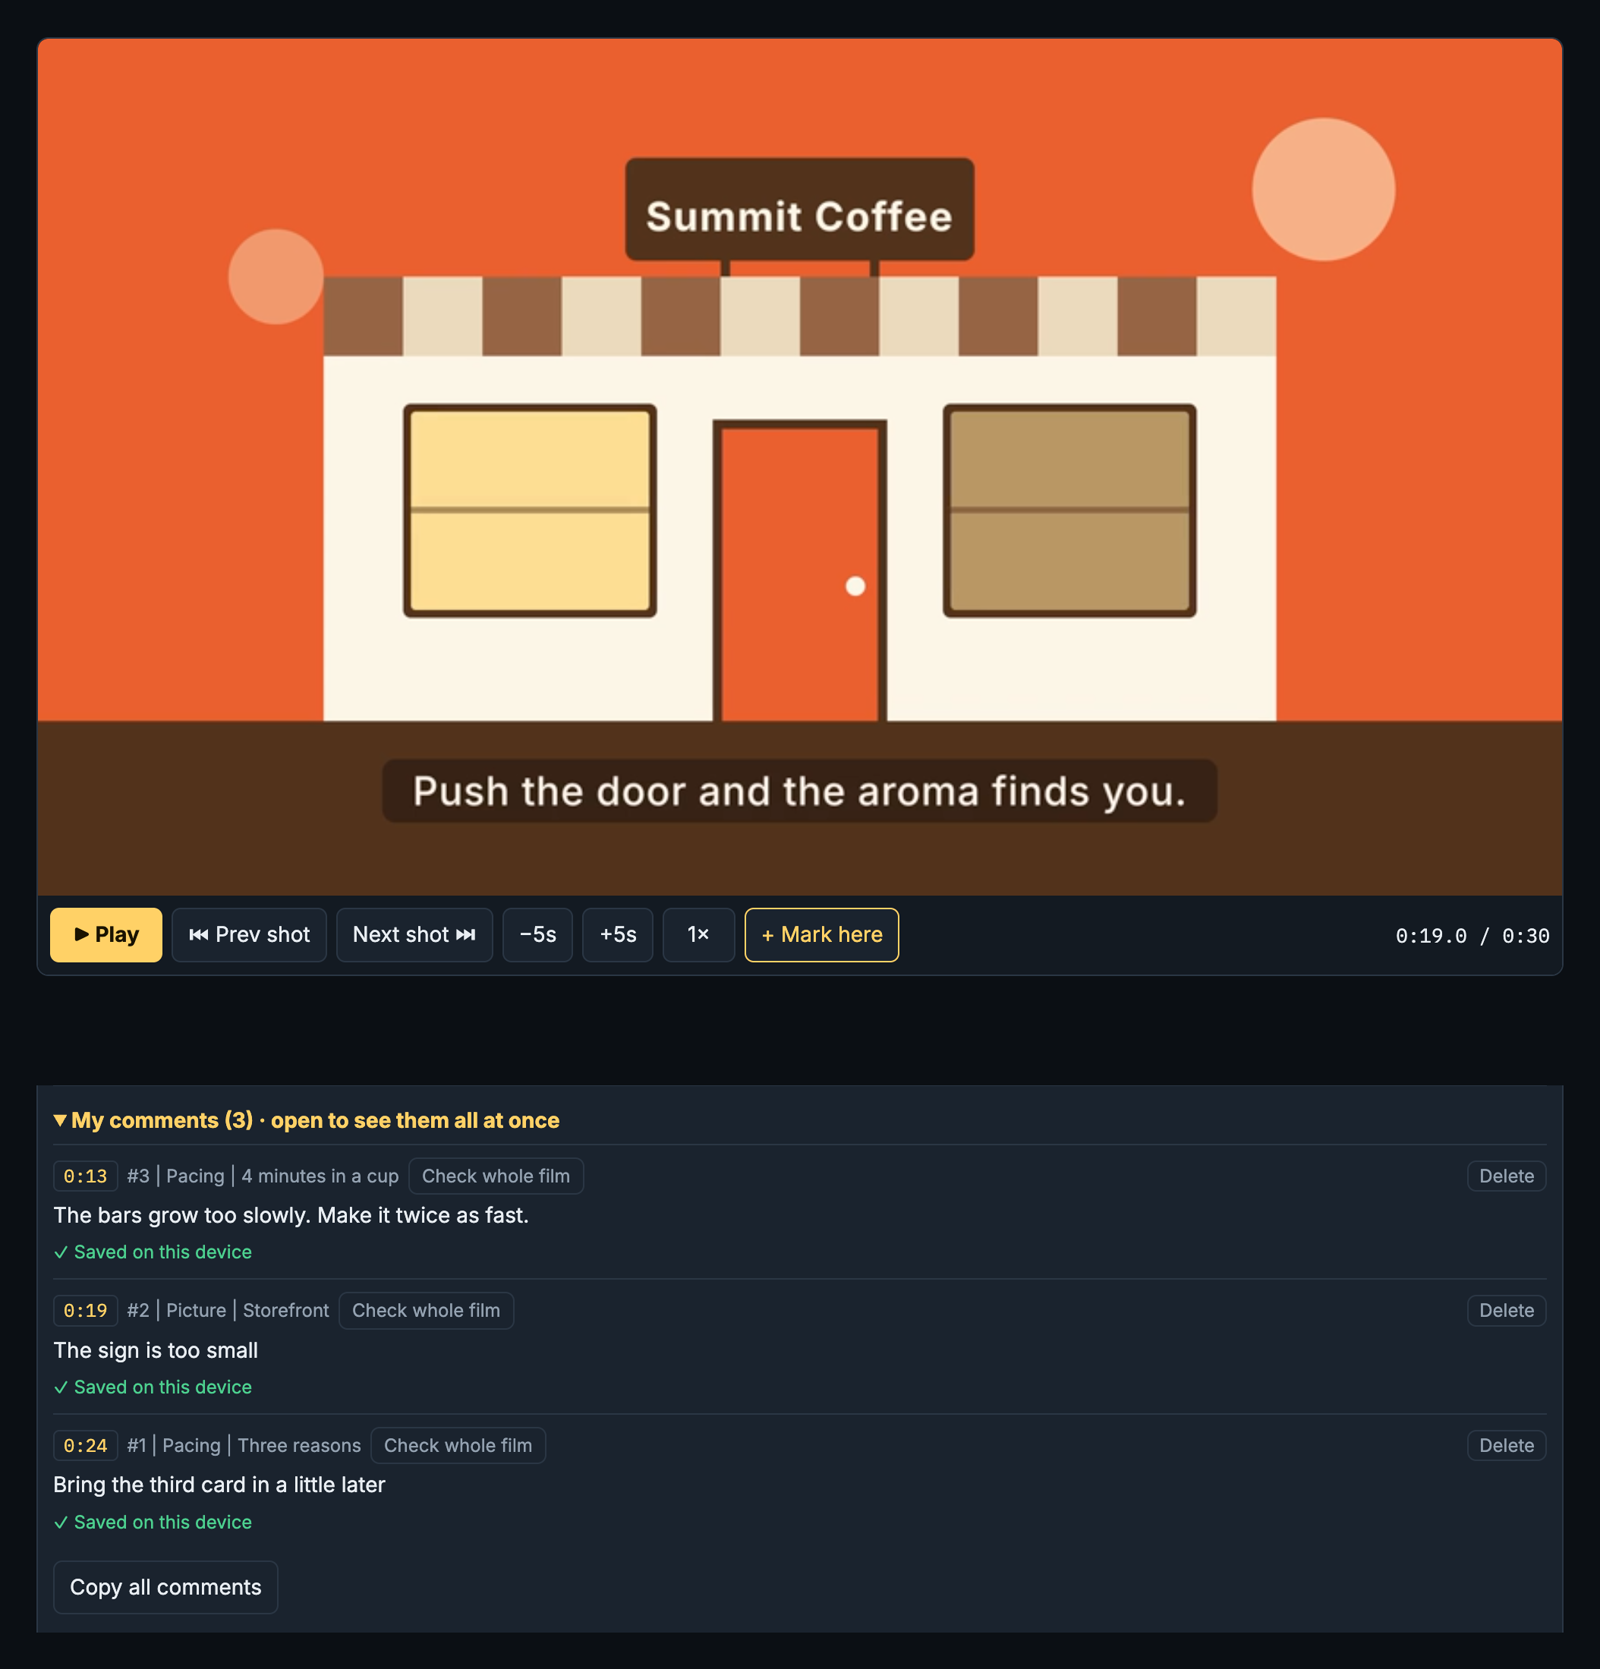 Summit Coffee
Push the door and the aroma finds you.
▶ Play
⏮ Prev shot
Next shot ⏭
−5s
+5s
1×
+ Mark here
0:19.0 / 0:30
▼ My comments (3) · open to see them all at once
0:13 #3 | Pacing | 4 minutes in a cup Check whole film Delete
The bars grow too slowly. Make it twice as fast.
✓ Saved on this device
0:19 #2 | Picture | Storefront Check whole film Delete
The sign is too small
✓ Saved on this device
0:24 #1 | Pacing | Three reasons Check whole film Delete
Bring the third card in a little later
✓ Saved on this device
Copy all comments